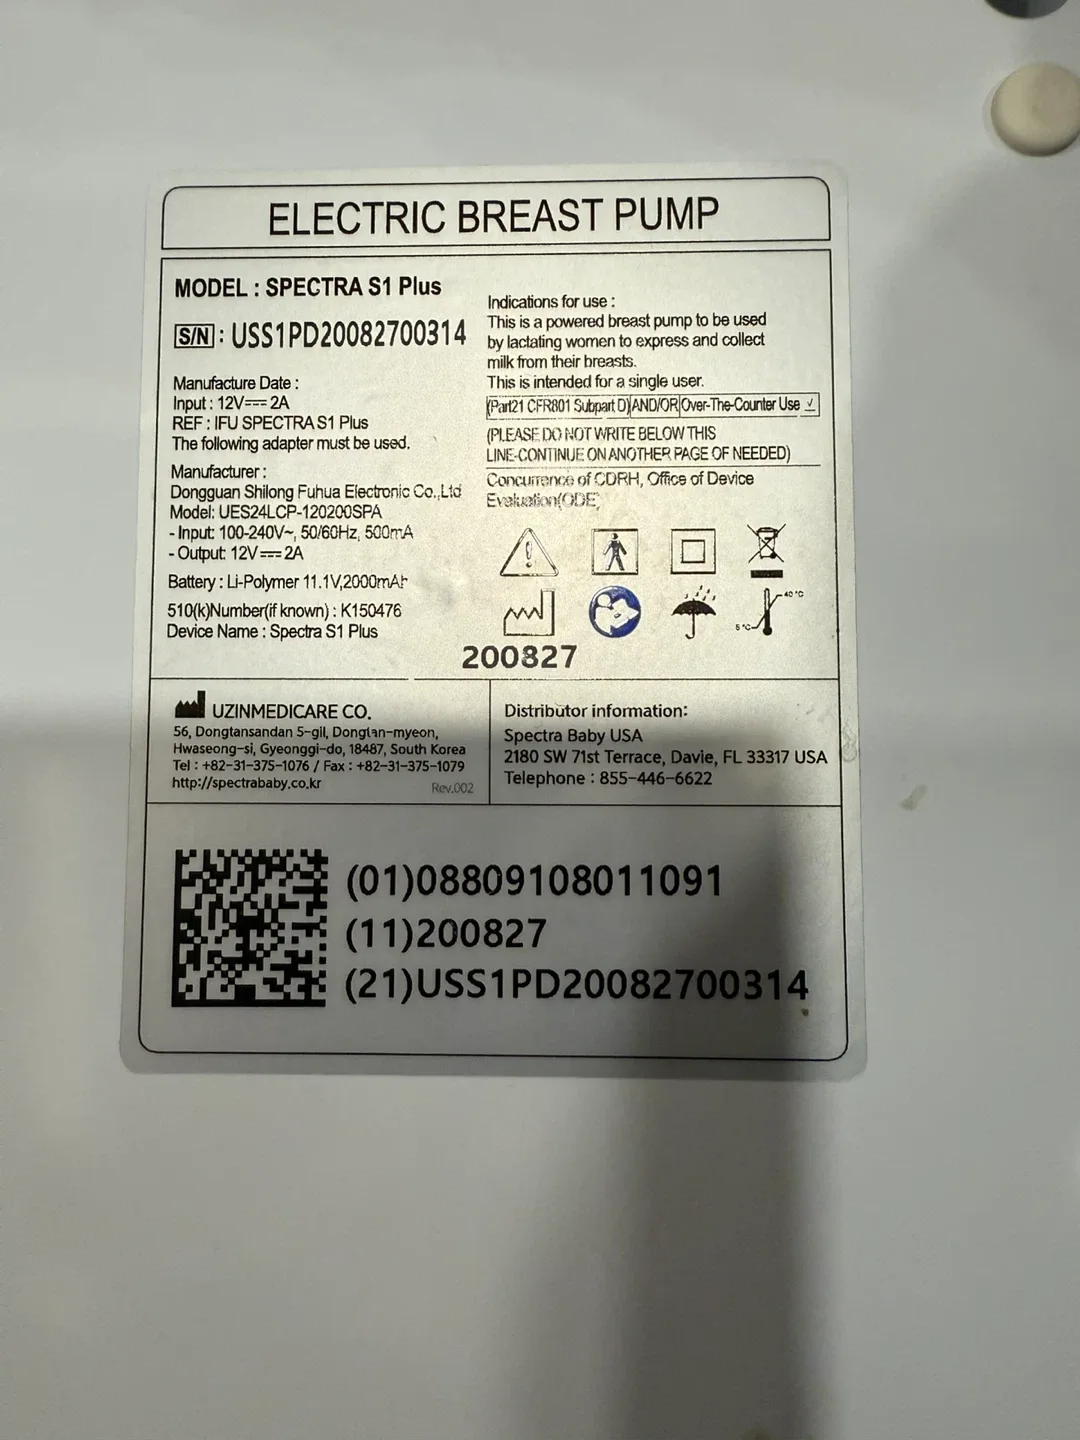 ELECTRIC BREAST PUMP
MODEL : SPECTRA S1 Plus
S/N : USS1PD20082700314
Manufacture Date :
Input : 12V⎓ 2A
REF : IFU SPECTRA S1 Plus
The following adapter must be used.
Manufacturer :
Dongguan Shilong Fuhua Electronic Co.,Ltd
Model: UES24LCP-120200SPA
- Input: 100-240V~, 50/60Hz, 500mA
- Output: 12V⎓ 2A
Battery : Li-Polymer 11.1V,2000mAh
510(k)Number(if known) : K150476
Device Name : Spectra S1 Plus
Indications for use :
This is a powered breast pump to be used
by lactating women to express and collect
milk from their breasts.
This is intended for a single user.
(Part21 CFR801 Subpart D) AND/OR Over-The-Counter Use ✓
(PLEASE DO NOT WRITE BELOW THIS
LINE-CONTINUE ON ANOTHER PAGE OF NEEDED)
Concurrence of CDRH, Office of Device
Evaluation(ODE)
40 °C
5 °C
200827
UZINMEDICARE CO.
56, Dongtansandan 5-gil, Dongtan-myeon,
Hwaseong-si, Gyeonggi-do, 18487, South Korea
Tel : +82-31-375-1076 / Fax : +82-31-375-1079
http://spectrababy.co.kr
Rev.002
Distributor information:
Spectra Baby USA
2180 SW 71st Terrace, Davie, FL 33317 USA
Telephone : 855-446-6622
(01)08809108011091
(11)200827
(21)USS1PD20082700314